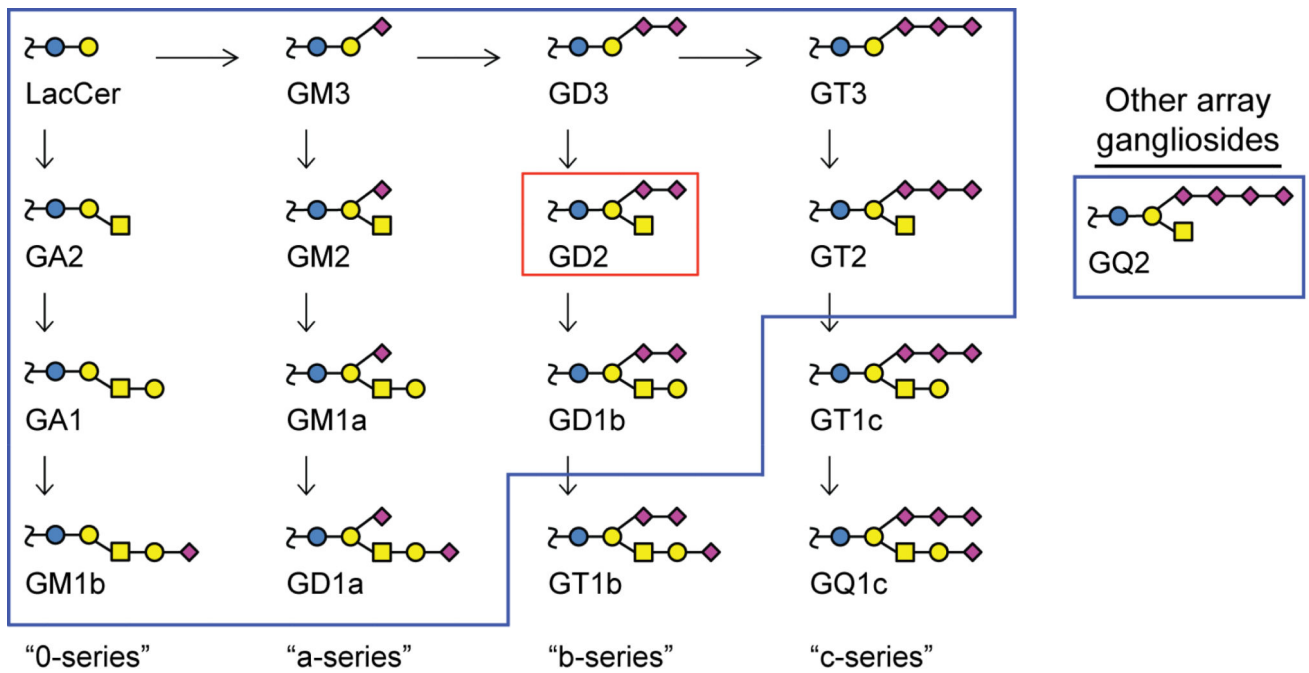 LacCer
GM3
GD3
GT3
Other array
gangliosides
GA2
GM2
GD2
GT2
GQ2
GA1
GM1a
GD1b
GT1c
GM1b
GD1a
GT1b
GQ1c
“0-series”
“a-series”
“b-series”
“c-series”